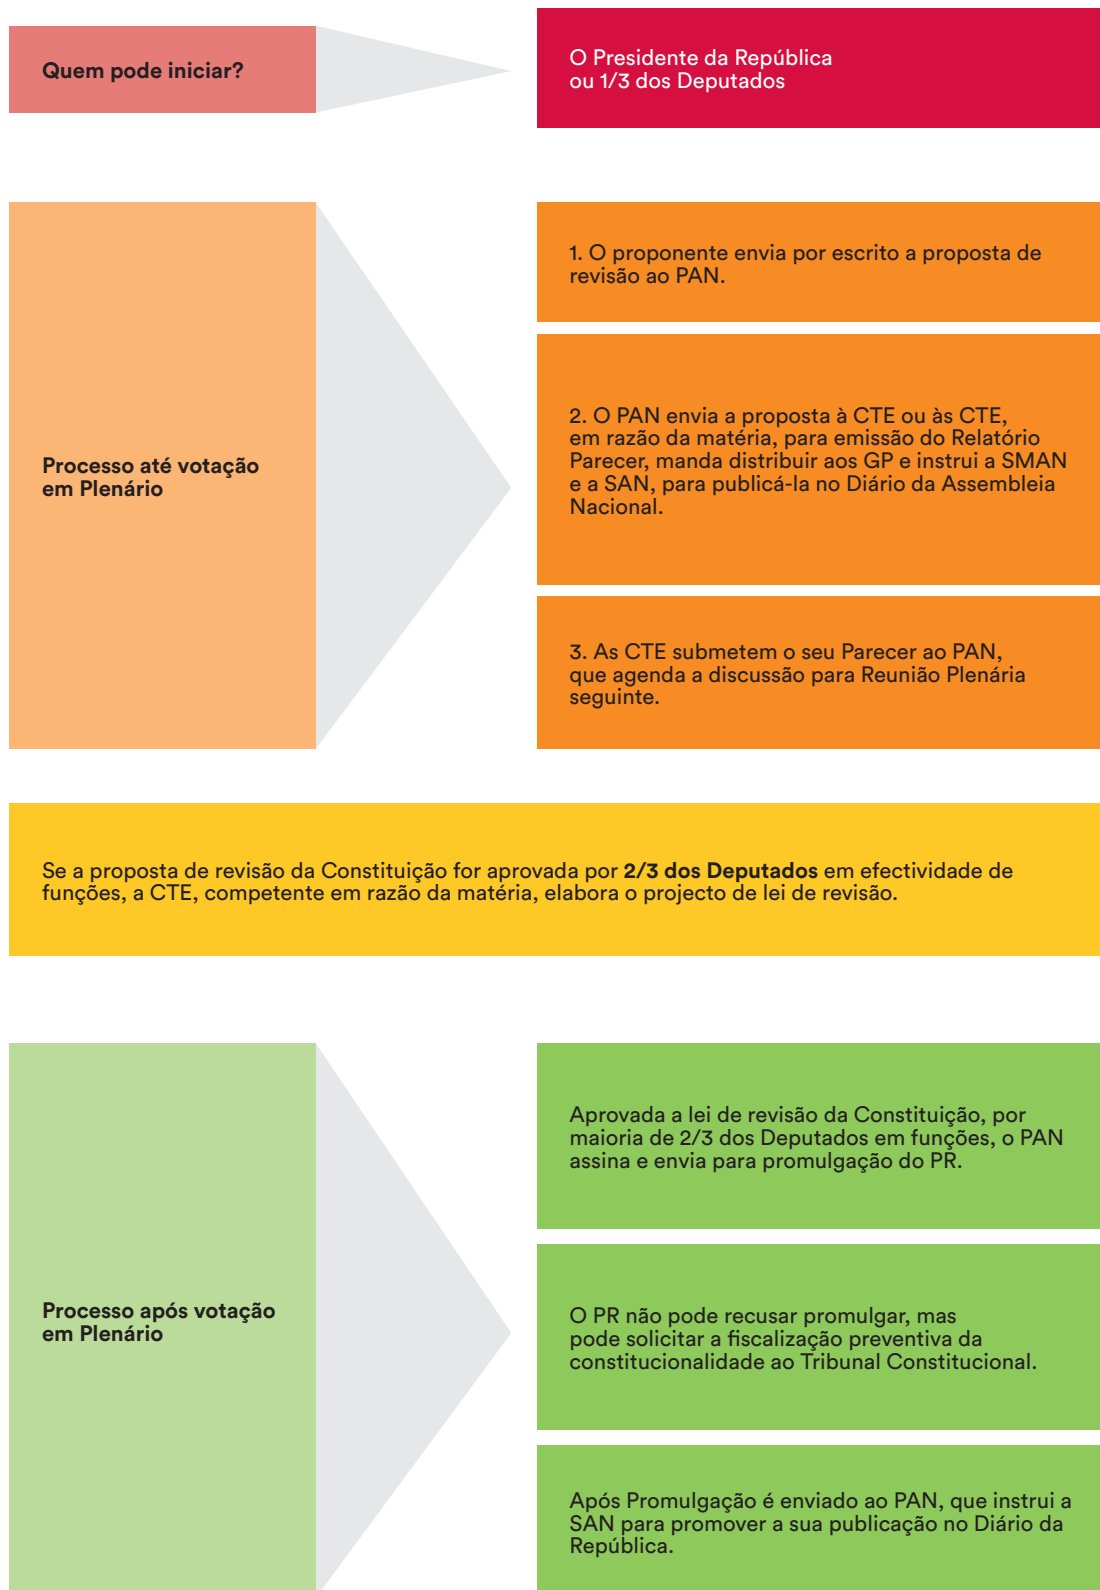 Quem pode iniciar?
O Presidente da República
ou 1/3 dos Deputados
Processo até votação
em Plenário
1. O proponente envia por escrito a proposta de
revisão ao PAN.
2. O PAN envia a proposta à CTE ou às CTE,
em razão da matéria, para emissão do Relatório
Parecer, manda distribuir aos GP e instrui a SMAN
e a SAN, para publicá-la no Diário da Assembleia
Nacional.
3. As CTE submetem o seu Parecer ao PAN,
que agenda a discussão para Reunião Plenária
seguinte.
Se a proposta de revisão da Constituição for aprovada por 2/3 dos Deputados em efectividade de
funções, a CTE, competente em razão da matéria, elabora o projecto de lei de revisão.
Processo após votação
em Plenário
Aprovada a lei de revisão da Constituição, por
maioria de 2/3 dos Deputados em funções, o PAN
assina e envia para promulgação do PR.
O PR não pode recusar promulgar, mas
pode solicitar a fiscalização preventiva da
constitucionalidade ao Tribunal Constitucional.
Após Promulgação é enviado ao PAN, que instrui a
SAN para promover a sua publicação no Diário da
República.